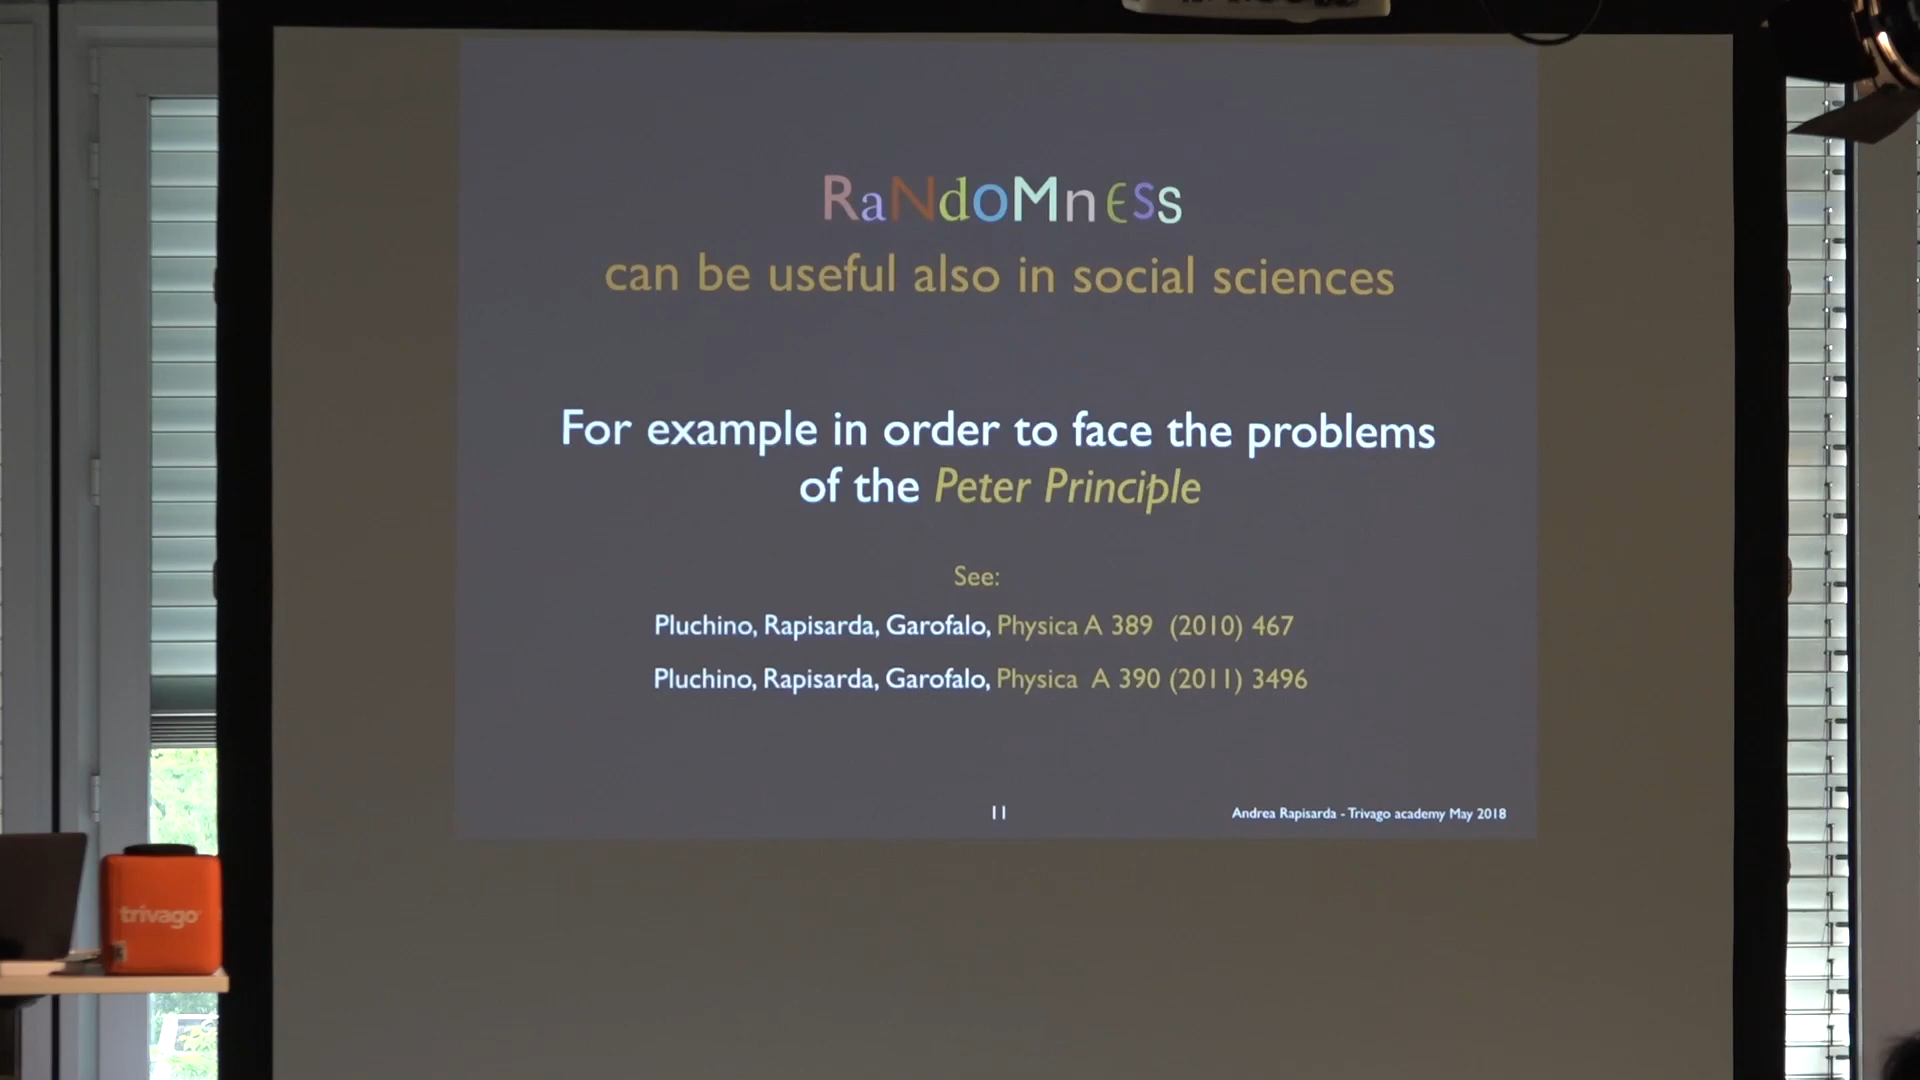 RaNdoMnESs
can be useful also in social sciences
For example in order to face the problems
of the Peter Principle
See:
Pluchino, Rapisarda, Garofalo, Physica A 389 (2010) 467
Pluchino, Rapisarda, Garofalo, Physica A 390 (2011) 3496
11
Andrea Rapisarda - Trivago academy May 2018
trivago